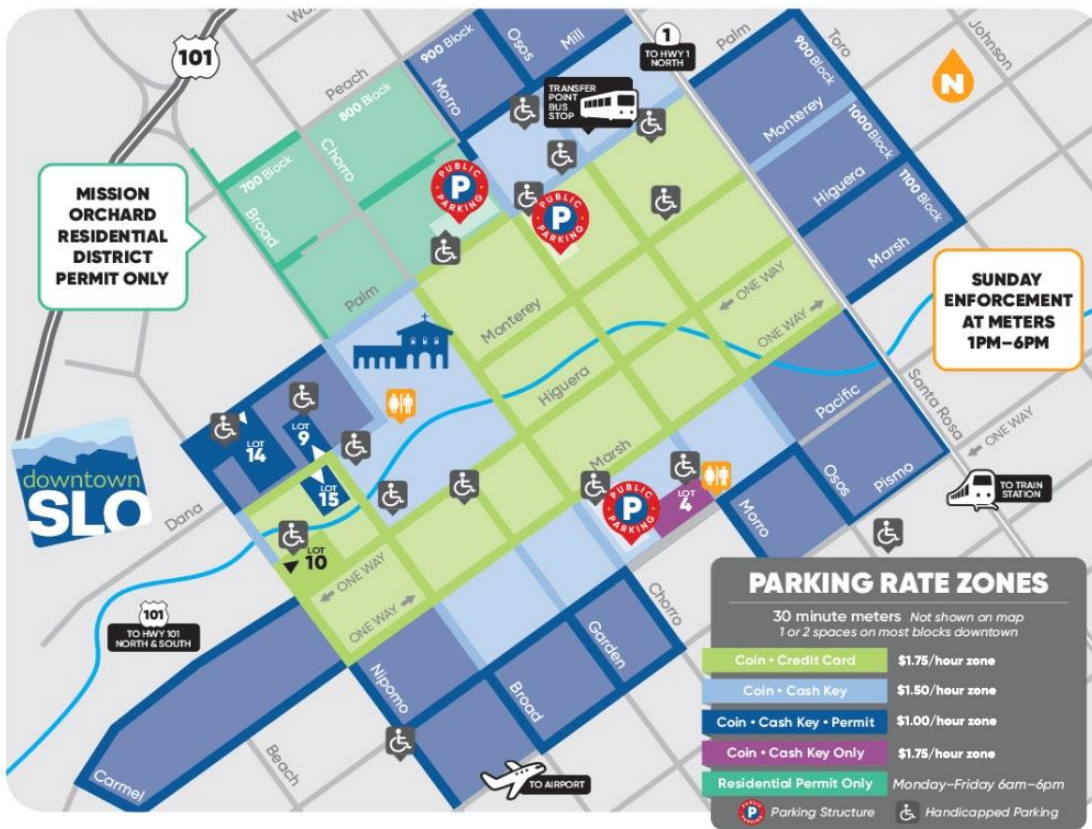 101
Wa
Peach
900 Block
Osos
Mill
1
TO HWY 1
NORTH
Palm
Toro
Johnson
N
800 Block
Morro
TRANSFER
POINT
BUS
STOP
900 Block
Monterey
1000 Block
Chorro
700 Block
Broad
MISSION
ORCHARD
RESIDENTIAL
DISTRICT
PERMIT ONLY
PUBLIC
P
PARKING
PUBLIC
P
PARKING
Higuera
1100 Block
Marsh
SUNDAY
ENFORCEMENT
AT METERS
1PM–6PM
Palm
Monterey
ONE WAY
ONE WAY
Higuera
Pacific
Santa Rosa
ONE WAY
LOT
9
LOT
14
LOT
15
Marsh
Osos
Pismo
TO TRAIN
STATION
downtown
SLO
Dana
PUBLIC
P
PARKING
LOT
4
Morro
LOT
10
ONE WAY
ONE WAY
Chorro
101
TO HWY 101
NORTH & SOUTH
Garden
Nipomo
Broad
Beach
Carmel
TO AIRPORT
PARKING RATE ZONES
30 minute meters Not shown on map
1 or 2 spaces on most blocks downtown
Coin • Credit Card $1.75/hour zone
Coin • Cash Key $1.50/hour zone
Coin • Cash Key • Permit $1.00/hour zone
Coin • Cash Key Only $1.75/hour zone
Residential Permit Only Monday–Friday 6am–6pm
PUBLIC P PARKING Parking Structure Handicapped Parking